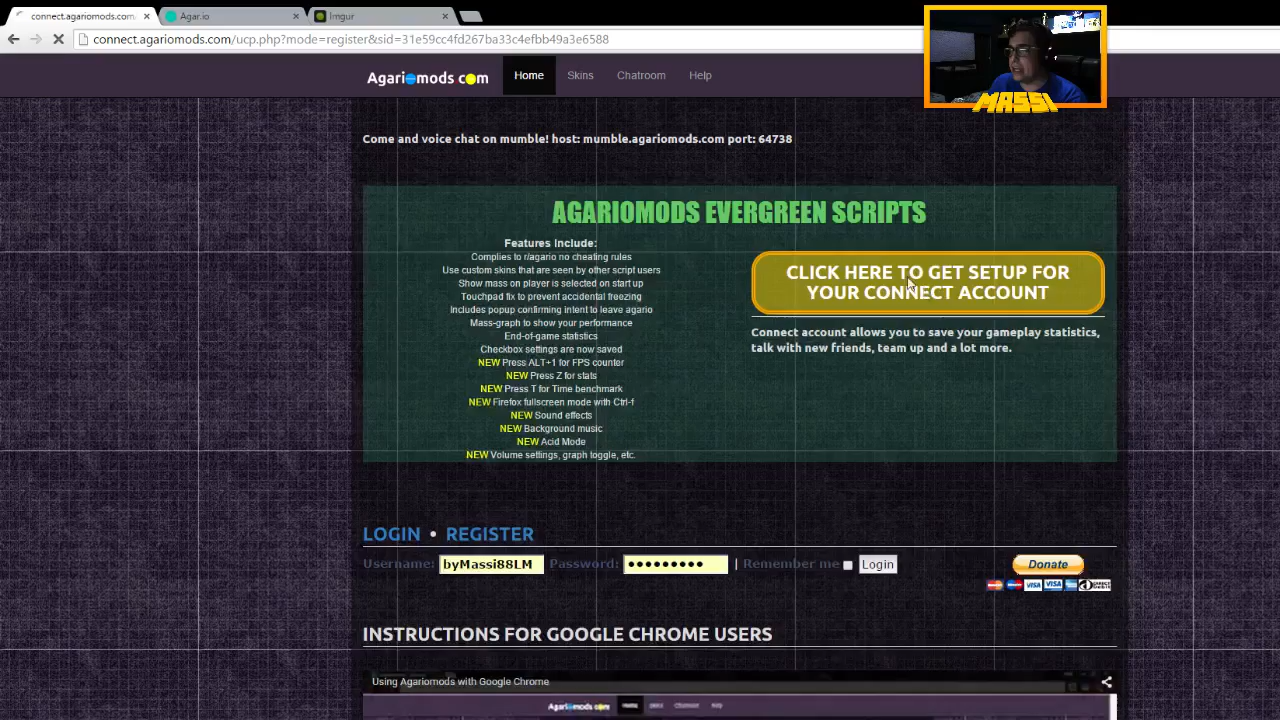 connect.agariomods.com
Agar.io
Imgur
connect.agariomods.com/ucp.php?mode=register&sid=31e59cc4fd267ba33c4efbb49a3e6588
Agariomods com
Home
Skins
Chatroom
Help
MASSI
Come and voice chat on mumble! host: mumble.agariomods.com port: 64738
AGARIOMODS EVERGREEN SCRIPTS
Features Include:
Complies to r/agario no cheating rules
Use custom skins that are seen by other script users
Show mass on player is selected on start up
Touchpad fix to prevent accidental freezing
Includes popup confirming intent to leave agario
Mass-graph to show your performance
End-of-game statistics
Checkbox settings are now saved
NEW Press ALT+1 for FPS counter
NEW Press Z for stats
NEW Press T for Time benchmark
NEW Firefox fullscreen mode with Ctrl-f
NEW Sound effects
NEW Background music
NEW Acid Mode
NEW Volume settings, graph toggle, etc.
CLICK HERE TO GET SETUP FOR
YOUR CONNECT ACCOUNT
Connect account allows you to save your gameplay statistics,
talk with new friends, team up and a lot more.
LOGIN • REGISTER
Username: byMassi88LM Password: ●●●●●●●●● | Remember me Login
Donate
INSTRUCTIONS FOR GOOGLE CHROME USERS
Using Agariomods with Google Chrome
Agariomods com
Home